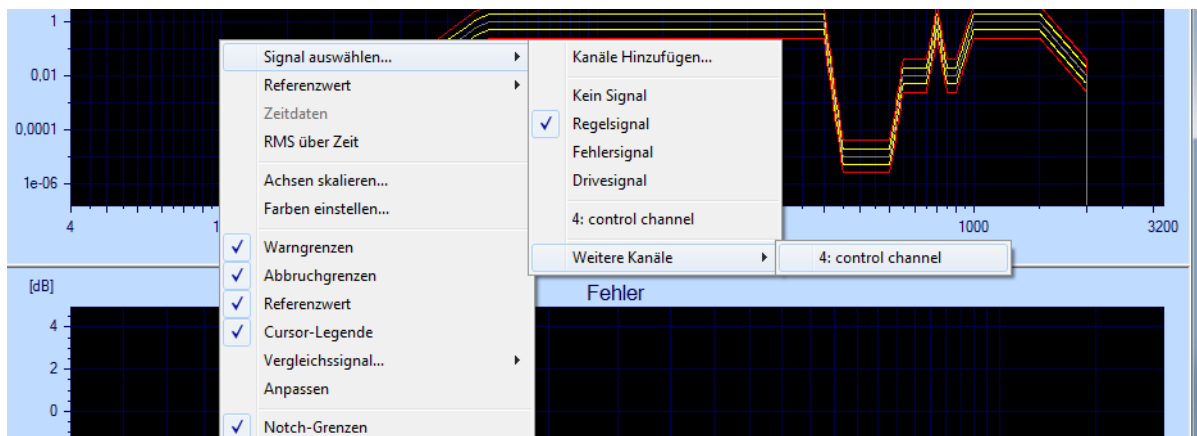 1
0,01
0,0001
1e-06
4
1
1000
3200
Signal auswählen...
Referenzwert
Zeitdaten
RMS über Zeit
Achsen skalieren...
Farben einstellen...
Warngrenzen
Abbruchgrenzen
Referenzwert
Cursor-Legende
Vergleichssignal...
Anpassen
Notch-Grenzen
Kanäle Hinzufügen...
Kein Signal
Regelsignal
Fehlersignal
Drivesignal
4: control channel
Weitere Kanäle
4: control channel
[dB]
Fehler
4
2
0